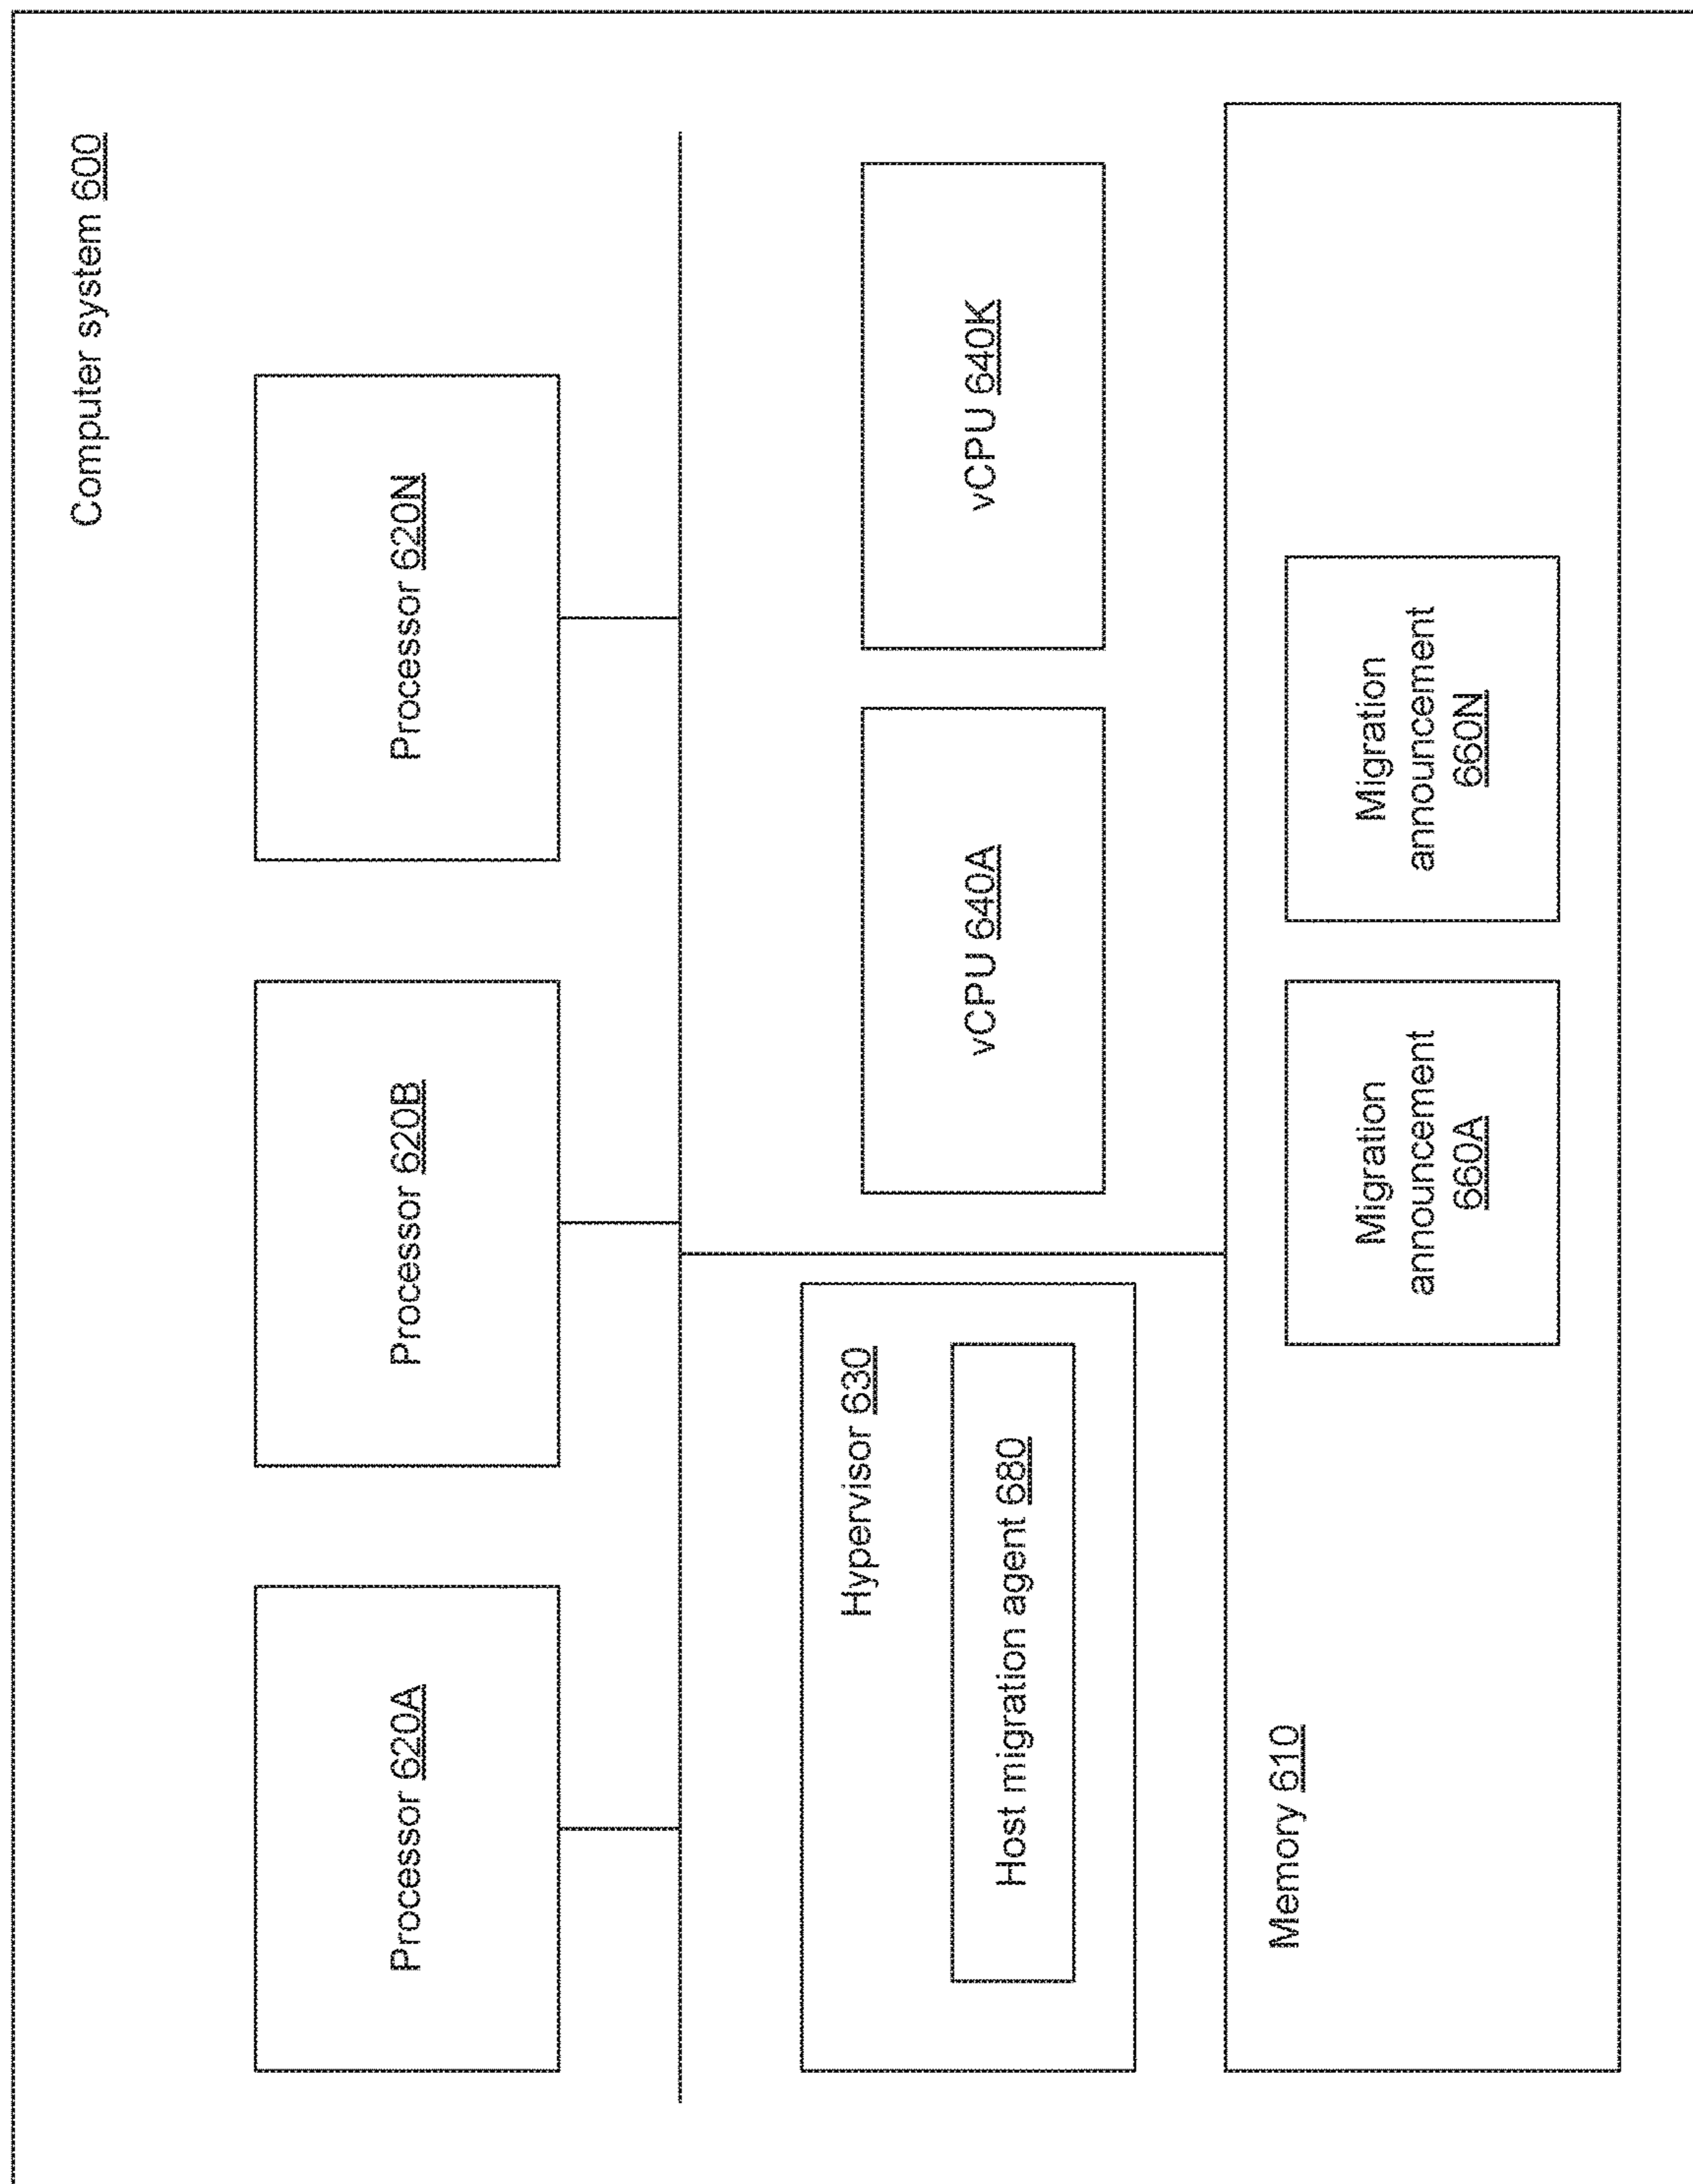 Computer system 600
Processor 620A
Processor 620B
Processor 620N
Hypervisor 630
Host migration agent 680
vCPU 640A
vCPU 640K
Memory 610
Migration
announcement
660A
Migration
announcement
660N